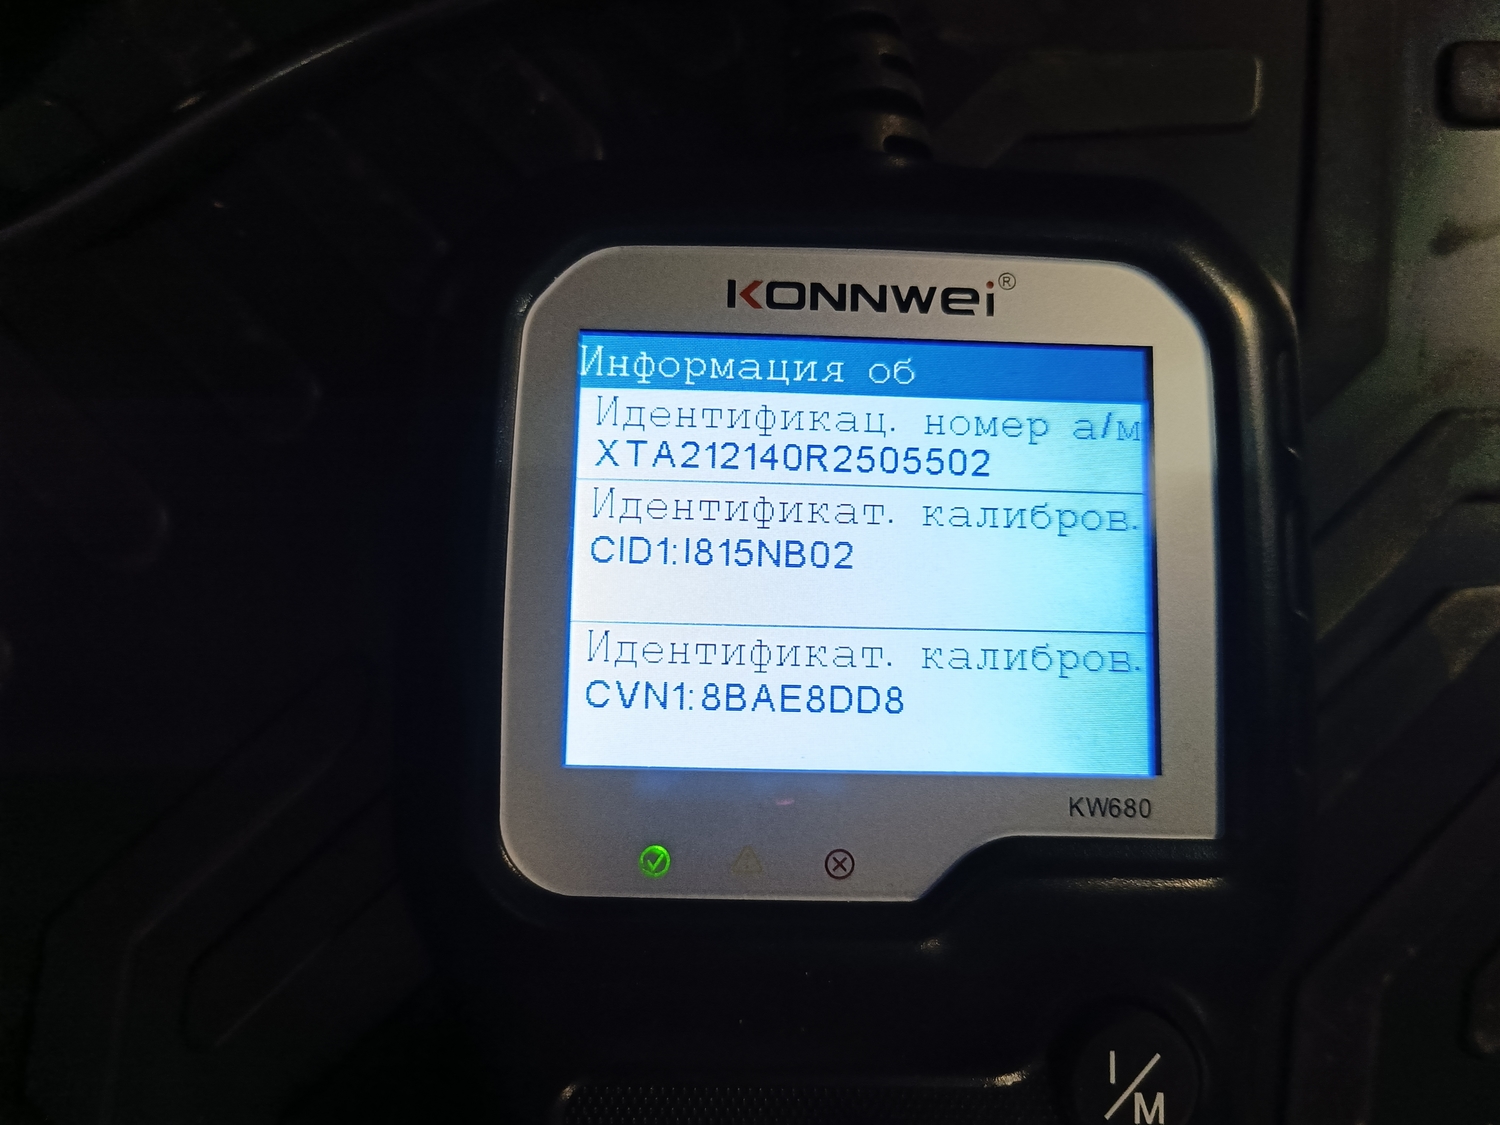 KONNWEI®
Информация об
Идентификац. номер а/м
XTA212140R2505502
Идентификат. калибров.
CID1:I815NB02
Идентификат. калибров.
CVN1:8BAE8DD8
KW680
I/M